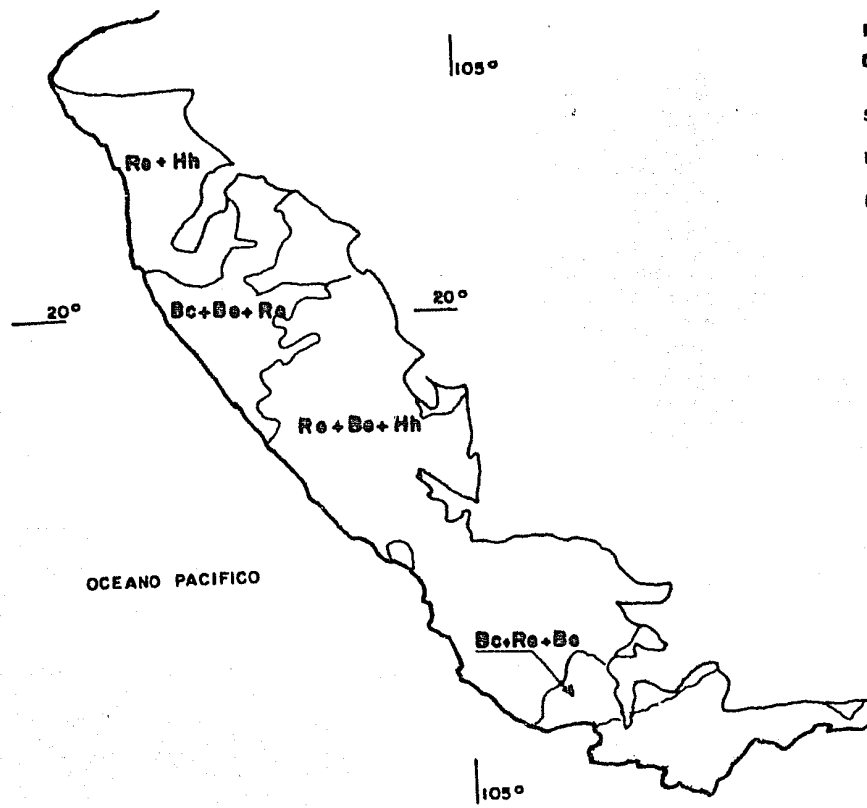 105°
Re + Hh
Bc+Be+Re
20°
20°
Re+Be+Hh
OCEANO PACIFICO
Bc+Re+Be
105°